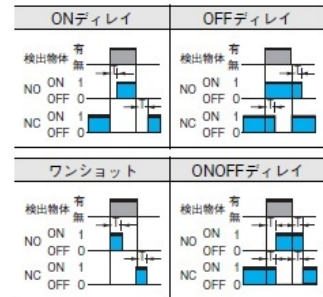 ONディレイ
検出物体 有
無
T
NO ON 1
OFF 0
T
NC ON 1
OFF 0
OFFディレイ
検出物体 有
無
T
NO ON 1
OFF 0
T
NC ON 1
OFF 0
ワンショット
検出物体 有
無
T
NO ON 1
OFF 0
T
NC ON 1
OFF 0
ONOFFディレイ
検出物体 有
無
T T
NO ON 1
OFF 0
T T
NC ON 1
OFF 0